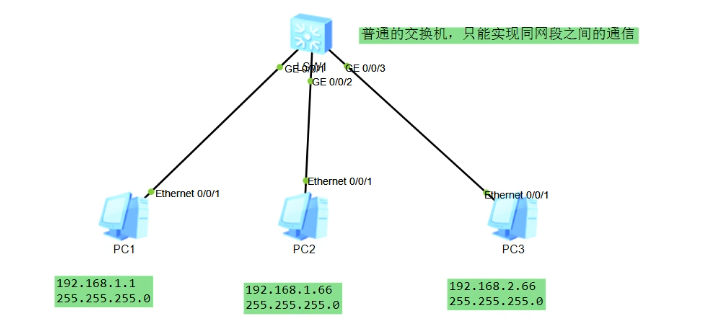 普通的交换机，只能实现同网段之间的通信
LSW1
GE 0/0/1
GE 0/0/3
GE 0/0/2
Ethernet 0/0/1
Ethernet 0/0/1
Ethernet 0/0/1
PC1
PC2
PC3
192.168.1.1
255.255.255.0
192.168.1.66
255.255.255.0
192.168.2.66
255.255.255.0